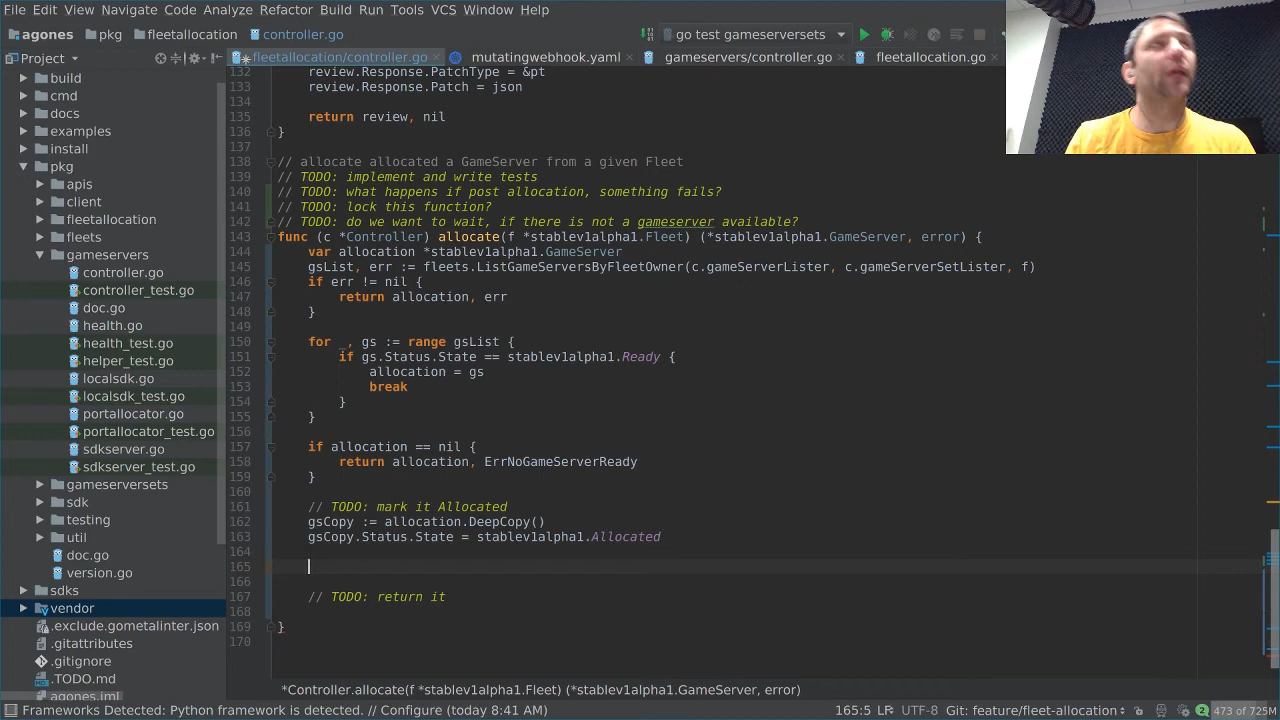 File Edit View Navigate Code Analyze Refactor Build Run Tools VCS Window Help
agones pkg fleetallocation controller.go go test gameserversets
Project fleetallocation/controller.go mutatingwebhook.yaml gameservers/controller.go fleetallocation.go
build
cmd
docs
examples
install
pkg
apis
client
fleetallocation
fleets
gameservers
controller.go
controller_test.go
doc.go
health.go
health_test.go
helper_test.go
localsdk.go
localsdk_test.go
portallocator.go
portallocator_test.go
sdkserver.go
sdkserver_test.go
gameserversets
sdk
testing
util
doc.go
version.go
sdks
vendor
.exclude.gometalinter.json
.gitattributes
.gitignore
.TODO.md
agones.iml
132 review.Response.PatchType = &pt
133 review.Response.Patch = json
134
135 return review, nil
136 }
137
138 // allocate allocated a GameServer from a given Fleet
139 // TODO: implement and write tests
140 // TODO: what happens if post allocation, something fails?
141 // TODO: lock this function?
142 // TODO: do we want to wait, if there is not a gameserver available?
143 func (c *Controller) allocate(f *stablev1alpha1.Fleet) (*stablev1alpha1.GameServer, error) {
144 var allocation *stablev1alpha1.GameServer
145 gsList, err := fleets.ListGameServersByFleetOwner(c.gameServerLister, c.gameServerSetLister, f)
146 if err != nil {
147 return allocation, err
148 }
149
150 for _, gs := range gsList {
151 if gs.Status.State == stablev1alpha1.Ready {
152 allocation = gs
153 break
154 }
155 }
156
157 if allocation == nil {
158 return allocation, ErrNoGameServerReady
159 }
160
161 // TODO: mark it Allocated
162 gsCopy := allocation.DeepCopy()
163 gsCopy.Status.State = stablev1alpha1.Allocated
164
165
166
167 // TODO: return it
168
169 }
170
*Controller.allocate(f *stablev1alpha1.Fleet) (*stablev1alpha1.GameServer, error)
Frameworks Detected: Python framework is detected. // Configure (today 8:41 AM) 165:5 LF UTF-8 Git: feature/fleet-allocation 2 473 of 725M